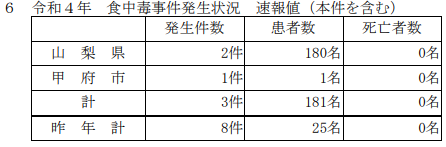 6 令和4年 食中毒事件発生状況 速報値（本件を含む）
発生件数 患者数 死亡者数
山梨県 2件 180名 0名
甲府市 1件 1名 0名
計 3件 181名 0名
昨年計 8件 25名 0名